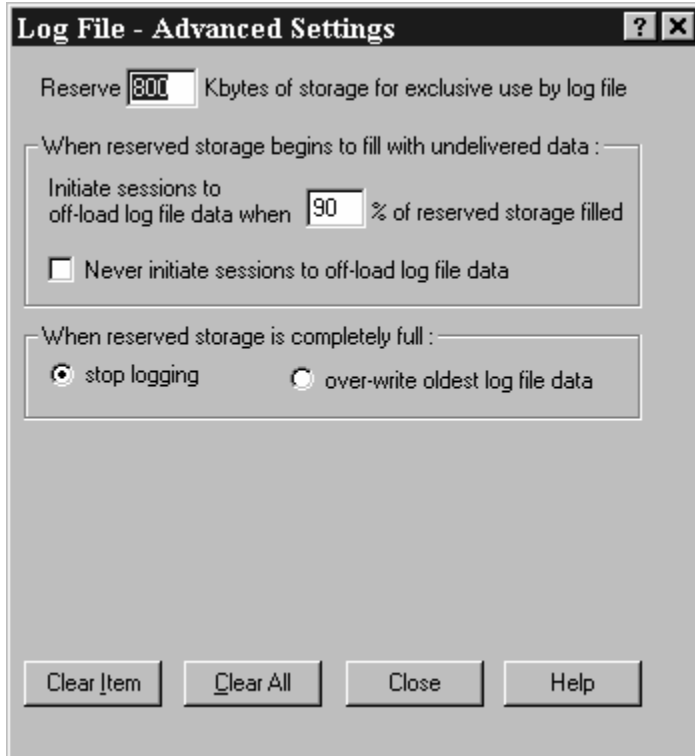 Log File - Advanced Settings
Reserve 800 Kbytes of storage for exclusive use by log file
When reserved storage begins to fill with undelivered data :
Initiate sessions to
off-load log file data when 90 % of reserved storage filled
Never initiate sessions to off-load log file data
When reserved storage is completely full :
stop logging over-write oldest log file data
Clear Item Clear All Close Help